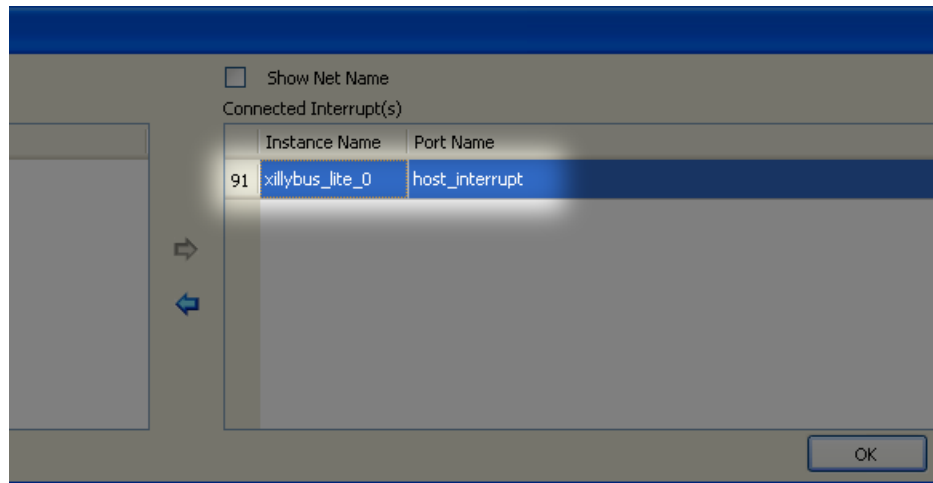 Show Net Name
Connected Interrupt(s)
Instance Name Port Name
91 xillybus_lite_0 host_interrupt
OK